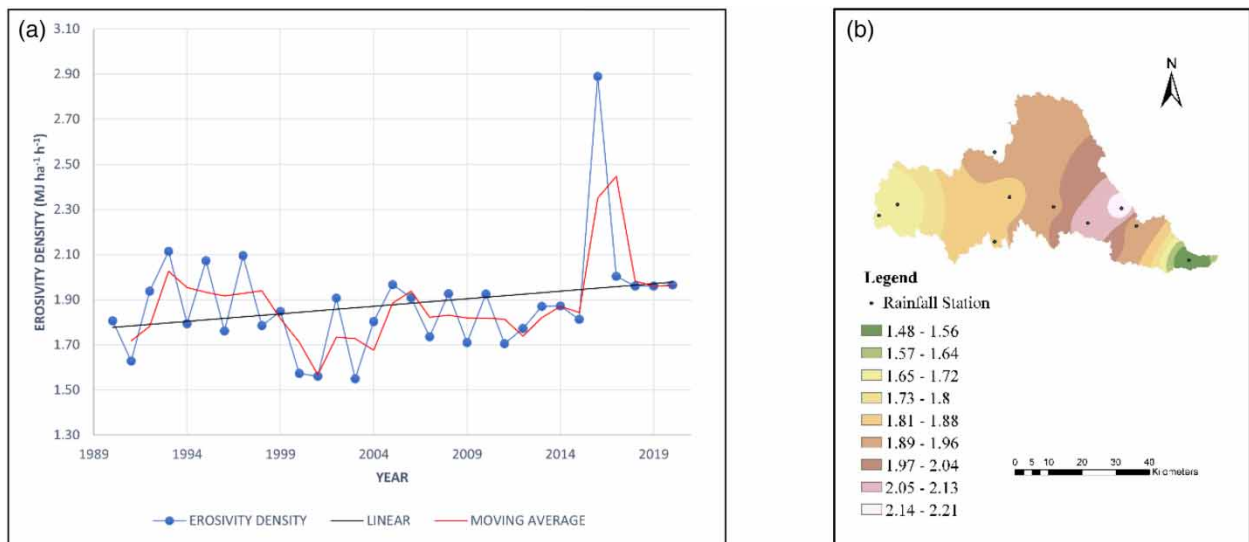 (a)
3.10
2.90
2.70
2.50
2.30
2.10
1.90
1.70
1.50
1.30
EROSIVITY DENSITY (MJ ha⁻¹ h⁻¹)
1989 1994 1999 2004 2009 2014 2019
YEAR
EROSIVITY DENSITY LINEAR MOVING AVERAGE
(b)
N
Legend
Rainfall Station
1.48 - 1.56
1.57 - 1.64
1.65 - 1.72
1.73 - 1.8
1.81 - 1.88
1.89 - 1.96
1.97 - 2.04
2.05 - 2.13
2.14 - 2.21
0 5 10 20 30 40
Kilometers